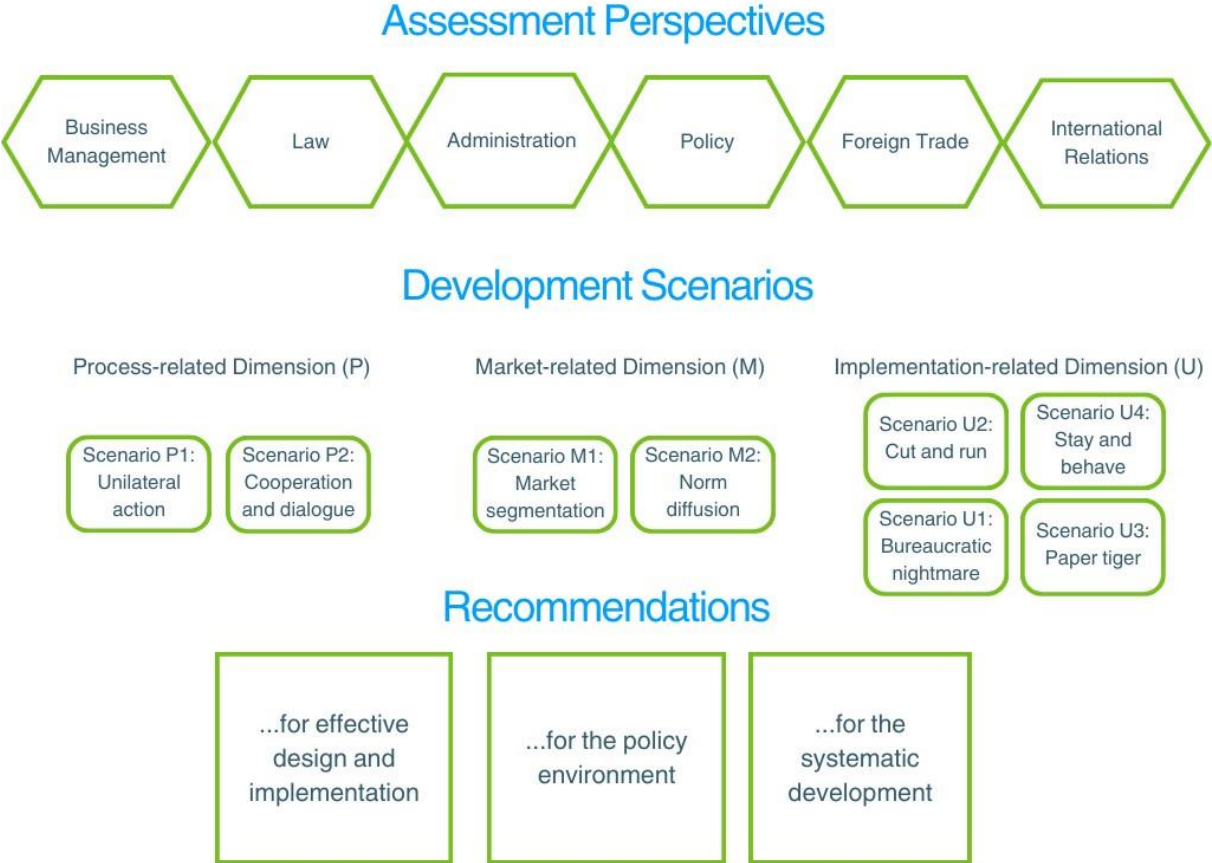 Assessment Perspectives
Business
Management
Law
Administration
Policy
Foreign Trade
International
Relations
Development Scenarios
Process-related Dimension (P)
Market-related Dimension (M)
Implementation-related Dimension (U)
Scenario P1:
Unilateral
action
Scenario P2:
Cooperation
and dialogue
Scenario M1:
Market
segmentation
Scenario M2:
Norm
diffusion
Scenario U2:
Cut and run
Scenario U4:
Stay and
behave
Scenario U1:
Bureaucratic
nightmare
Scenario U3:
Paper tiger
Recommendations
...for effective
design and
implementation
...for the policy
environment
...for the
systematic
development